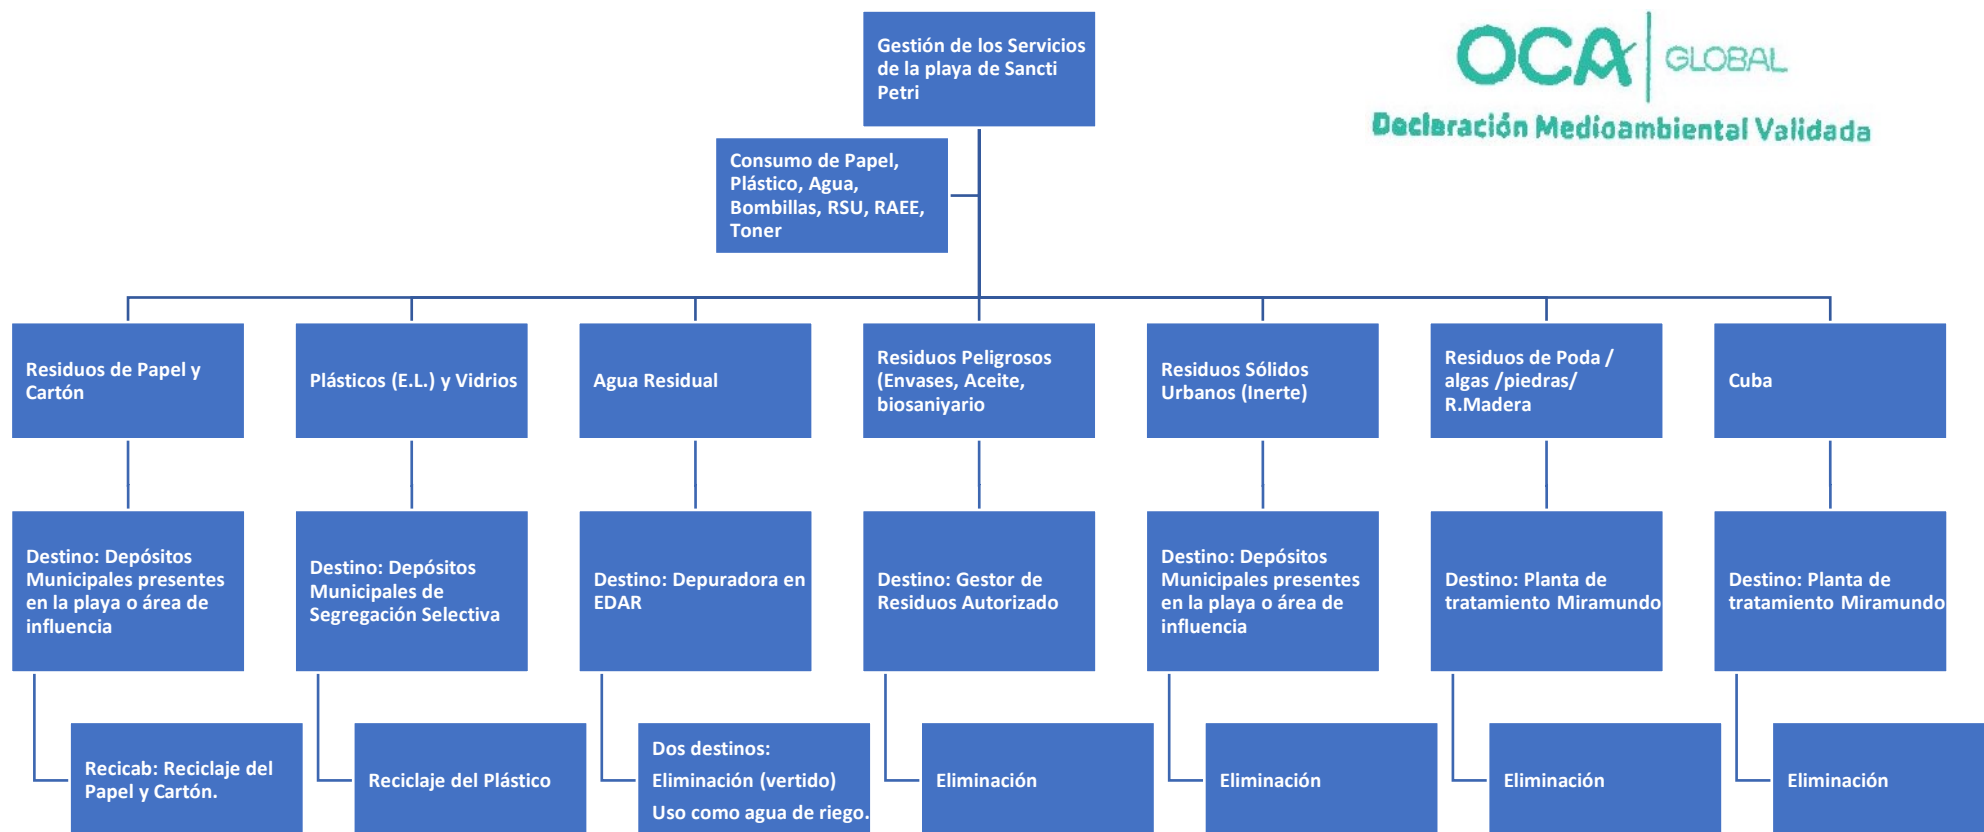 Gestión de los Servicios
de la playa de Sancti
Petri
OCA GLOBAL
Declaración Medioambiental Validada
Consumo de Papel,
Plástico, Agua,
Bombillas, RSU, RAEE,
Toner
Residuos de Papel y
Cartón
Plásticos (E.L.) y Vidrios
Agua Residual
Residuos Peligrosos
(Envases, Aceite,
biosaniyario
Residuos Sólidos
Urbanos (Inerte)
Residuos de Poda /
algas /piedras/
R.Madera
Cuba
Destino: Depósitos
Municipales presentes
en la playa o área de
influencia
Destino: Depósitos
Municipales de
Segregación Selectiva
Destino: Depuradora en
EDAR
Destino: Gestor de
Residuos Autorizado
Destino: Depósitos
Municipales presentes
en la playa o área de
influencia
Destino: Planta de
tratamiento Miramundo
Destino: Planta de
tratamiento Miramundo
Recicab: Reciclaje del
Papel y Cartón.
Reciclaje del Plástico
Dos destinos:
Eliminación (vertido)
Uso como agua de riego.
Eliminación
Eliminación
Eliminación
Eliminación